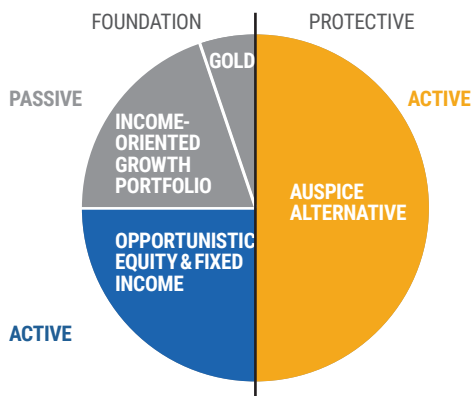 FOUNDATION
PROTECTIVE
GOLD
PASSIVE
ACTIVE
INCOME-
ORIENTED
GROWTH
PORTFOLIO
AUSPICE
ALTERNATIVE
OPPORTUNISTIC
EQUITY & FIXED
INCOME
ACTIVE